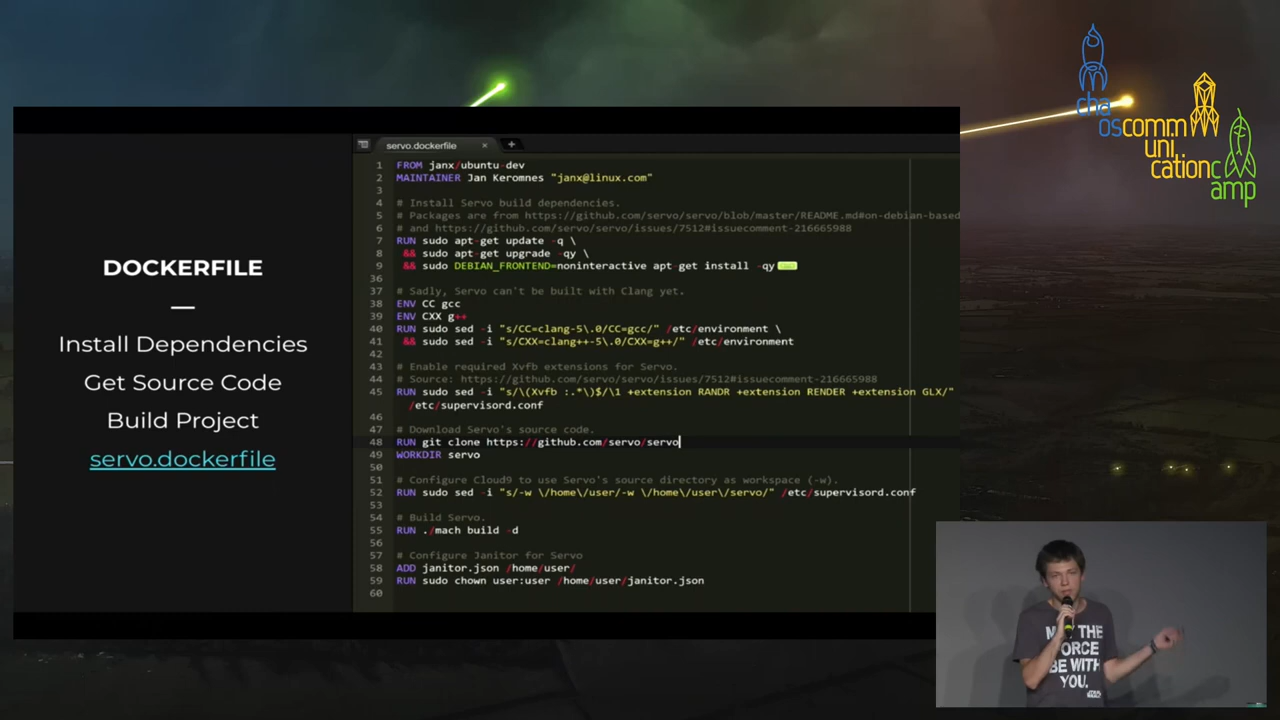 chaoscommunicationcamp
DOCKERFILE
Install Dependencies
Get Source Code
Build Project
servo.dockerfile
servo.dockerfile × +
1 FROM janx/ubuntu-dev
2 MAINTAINER Jan Keromnes "janx@linux.com"
3
4 # Install Servo build dependencies.
5 # Packages are from https://github.com/servo/servo/blob/master/README.md#on-debian-based
6 # and https://github.com/servo/servo/issues/7512#issuecomment-216665988
7 RUN sudo apt-get update -q \
8 && sudo apt-get upgrade -qy \
9 && sudo DEBIAN_FRONTEND=noninteractive apt-get install -qy
36
37 # Sadly, Servo can't be built with Clang yet.
38 ENV CC gcc
39 ENV CXX g++
40 RUN sudo sed -i "s/CC=clang-5\.0/CC=gcc/" /etc/environment \
41 && sudo sed -i "s/CXX=clang++-5\.0/CXX=g++/" /etc/environment
42
43 # Enable required Xvfb extensions for Servo.
44 # Source: https://github.com/servo/servo/issues/7512#issuecomment-216665988
45 RUN sudo sed -i "s/\(Xvfb :.*\)$/\1 +extension RANDR +extension RENDER +extension GLX/"
/etc/supervisord.conf
46
47 # Download Servo's source code.
48 RUN git clone https://github.com/servo/servo
49 WORKDIR servo
50
51 # Configure Cloud9 to use Servo's source directory as workspace (-w).
52 RUN sudo sed -i "s/-w \/home\/user/-w \/home\/user\/servo/" /etc/supervisord.conf
53
54 # Build Servo.
55 RUN ./mach build -d
56
57 # Configure Janitor for Servo
58 ADD janitor.json /home/user/
59 RUN sudo chown user:user /home/user/janitor.json
60
MAY THE
FORCE
BE WITH
YOU.